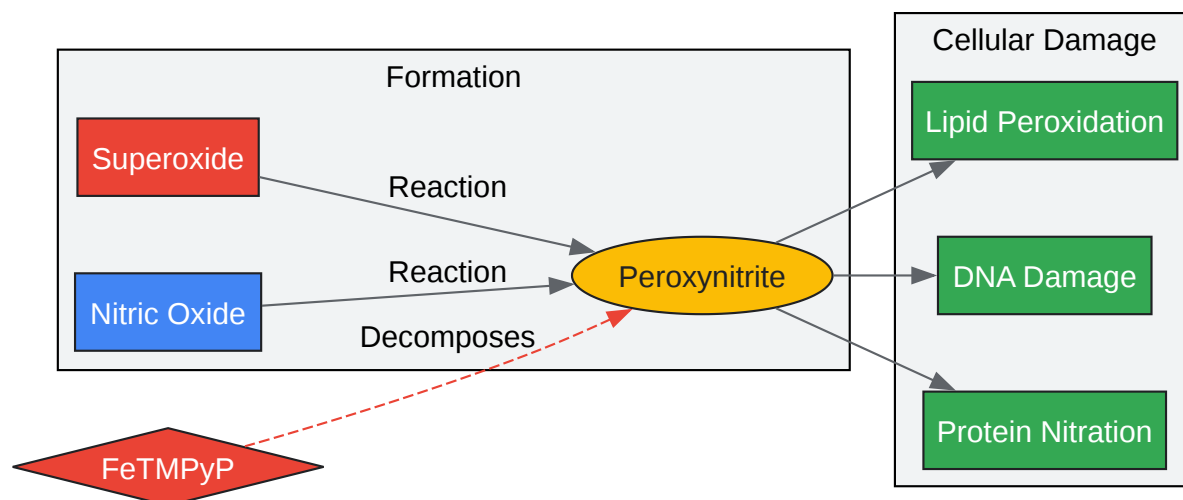 Formation
Superoxide
Reaction
Nitric Oxide
Reaction
Decomposes
FeTMPyP
Peroxynitrite
Cellular Damage
Lipid Peroxidation
DNA Damage
Protein Nitration